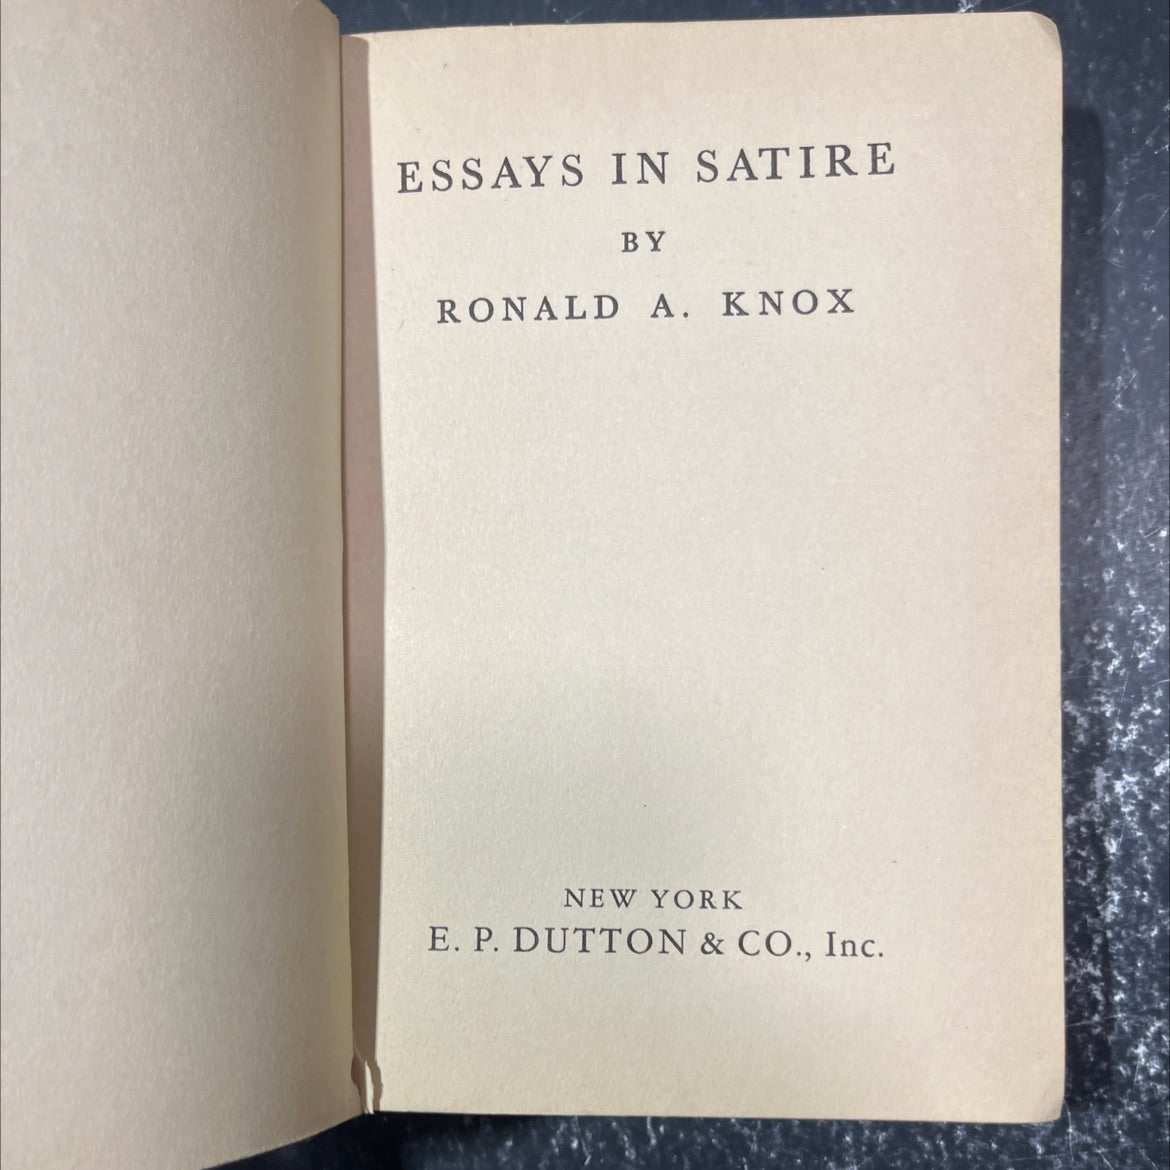 ESSAYS IN SATIRE
BY
RONALD A. KNOX
NEW YORK
E. P. DUTTON & CO., Inc.